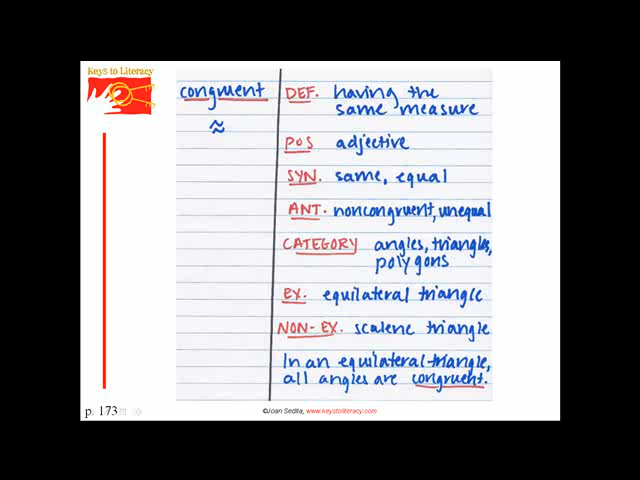 Keys to Literacy
congruent
≈
DEF. having the
same measure
POS adjective
SYN. same, equal
ANT. noncongruent, unequal
CATEGORY angles, triangles,
polygons
EX. equilateral triangle
NON-EX. scalene triangle
In an equilateral triangle,
all angles are congruent.
©Joan Sedita, www.keystoliteracy.com
p. 173